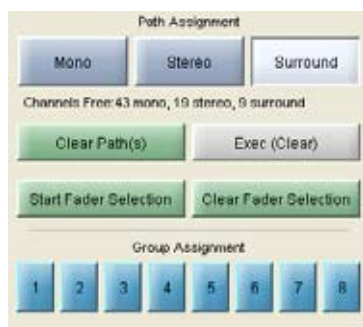 Path Assignment
Mono Stereo Surround
Channels Free:43 mono, 19 stereo, 9 surround
Clear Path(s) Exec (Clear)
Start Fader Selection Clear Fader Selection
Group Assignment
1 2 3 4 5 6 7 8